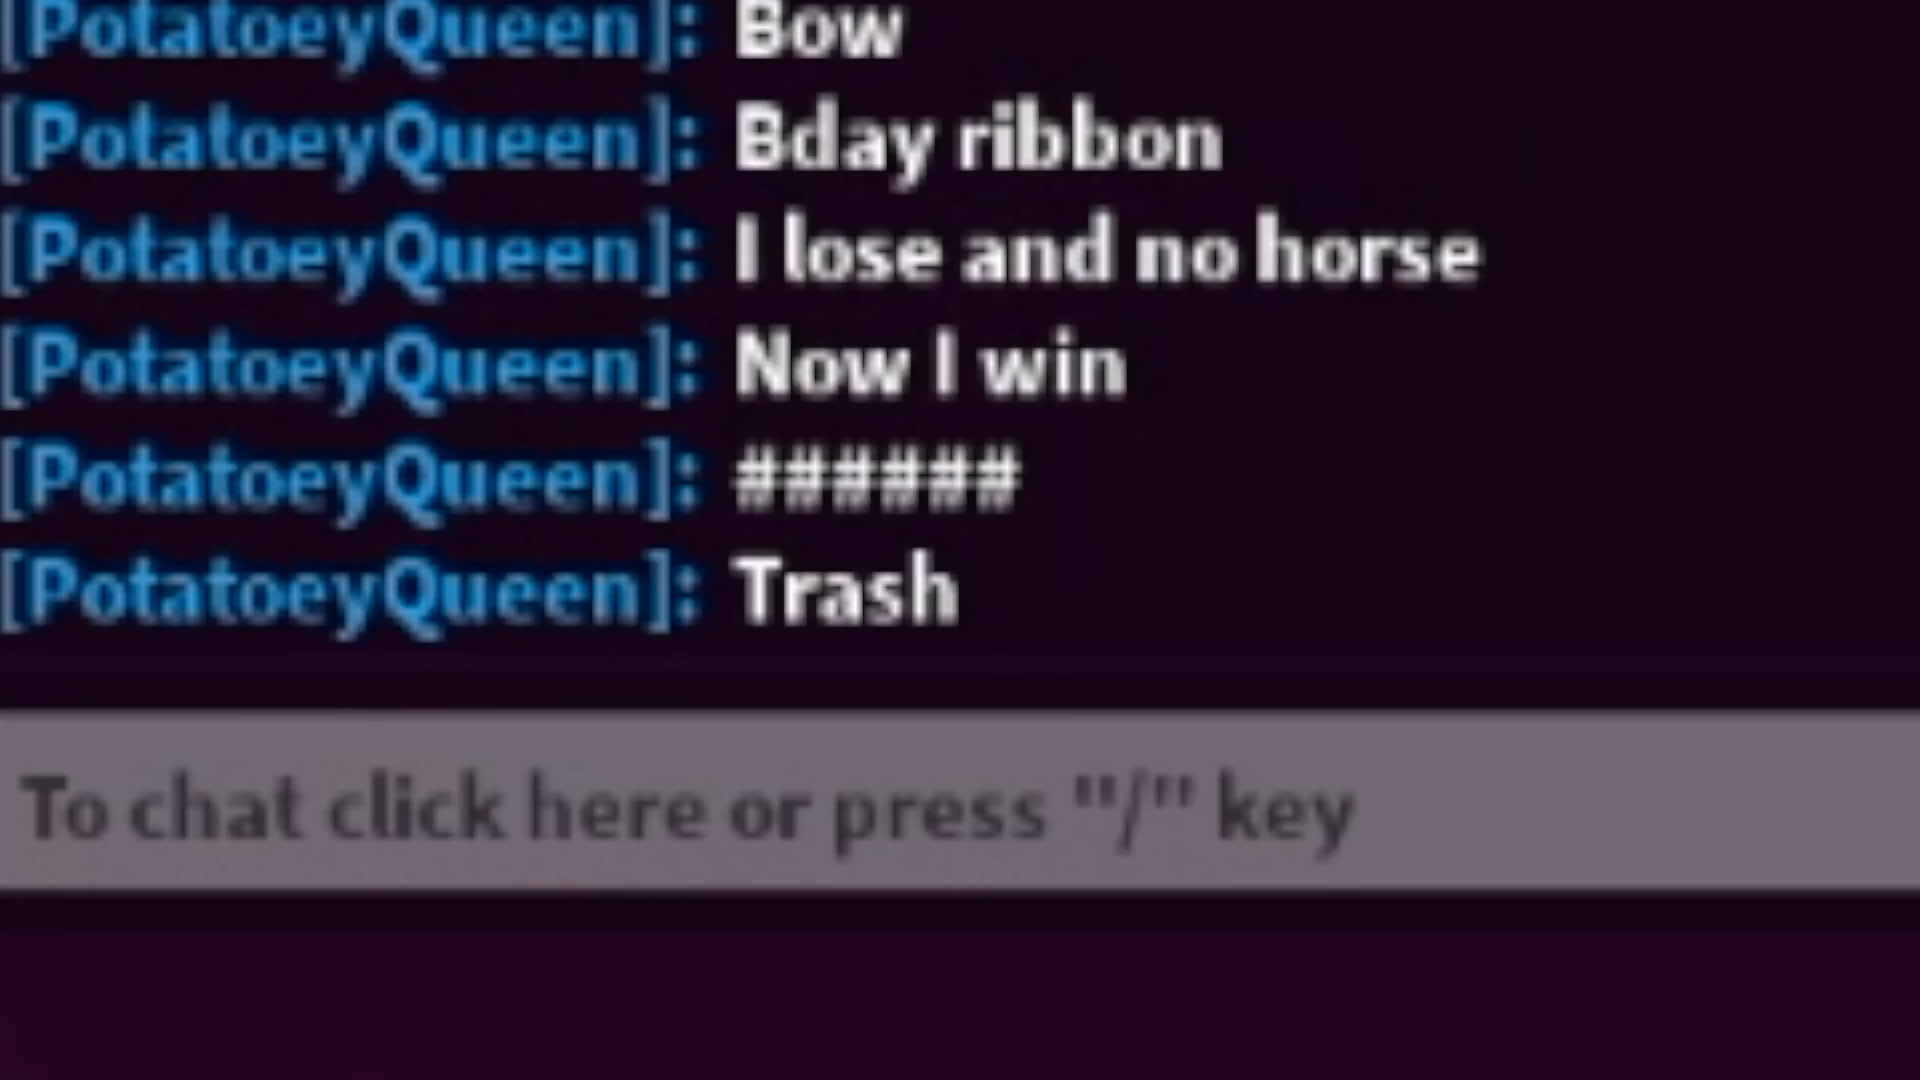 [PotatoeyQueen]: Bow
[PotatoeyQueen]: Bday ribbon
[PotatoeyQueen]: I lose and no horse
[PotatoeyQueen]: Now I win
[PotatoeyQueen]: ######
[PotatoeyQueen]: Trash
To chat click here or press "/" key